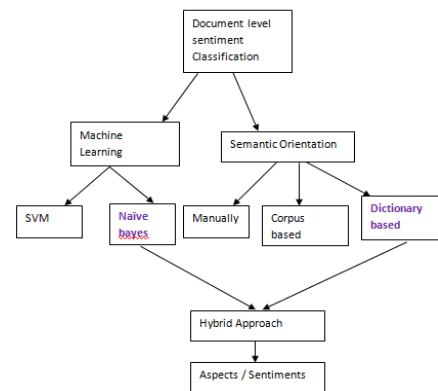 Document level
sentiment
Classification
Machine
Learning
Semantic Orientation
SVM
Naïve
bayes
Manually
Corpus
based
Dictionary
based
Hybrid Approach
Aspects / Sentiments